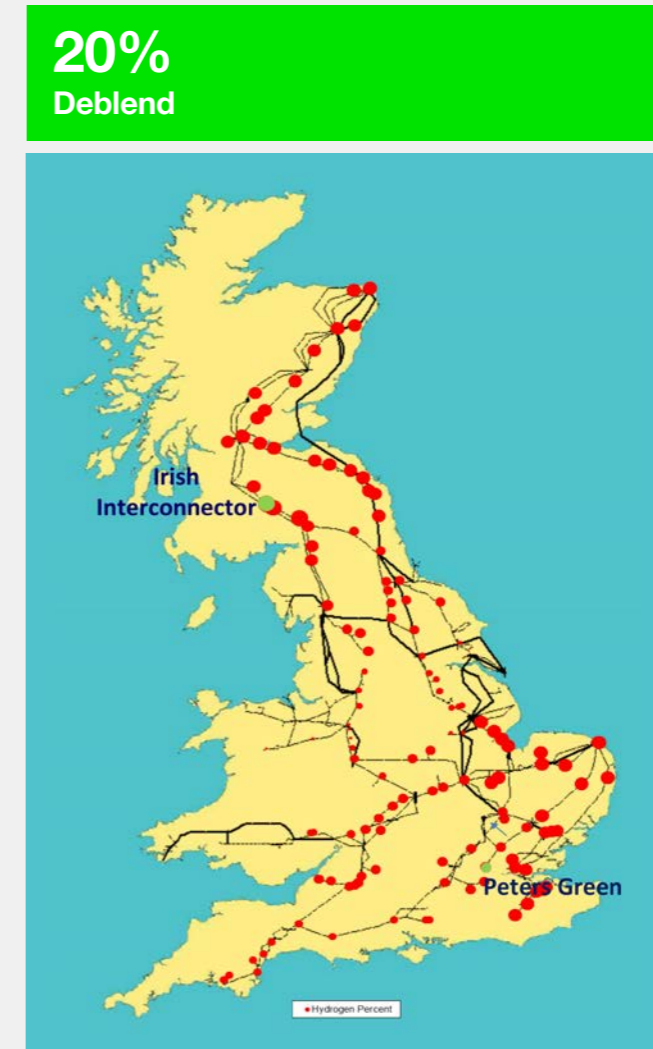 20%
Deblend
Irish
Interconnector
Peters Green
Hydrogen Percent